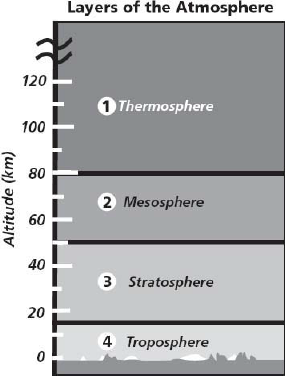 Layers of the Atmosphere
120
1 Thermosphere
100
80
2 Mesosphere
60
40
3 Stratosphere
20
4 Troposphere
0
Altitude (km)